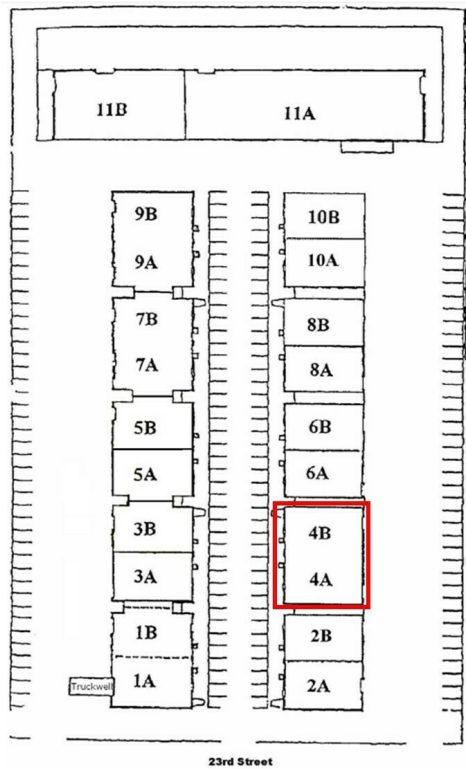 11B 11A
9B 10B
9A 10A
7B 8B
7A 8A
5B 6B
5A 6A
3B 4B
3A 4A
1B 2B
Truckwell 1A 2A
23rd Street